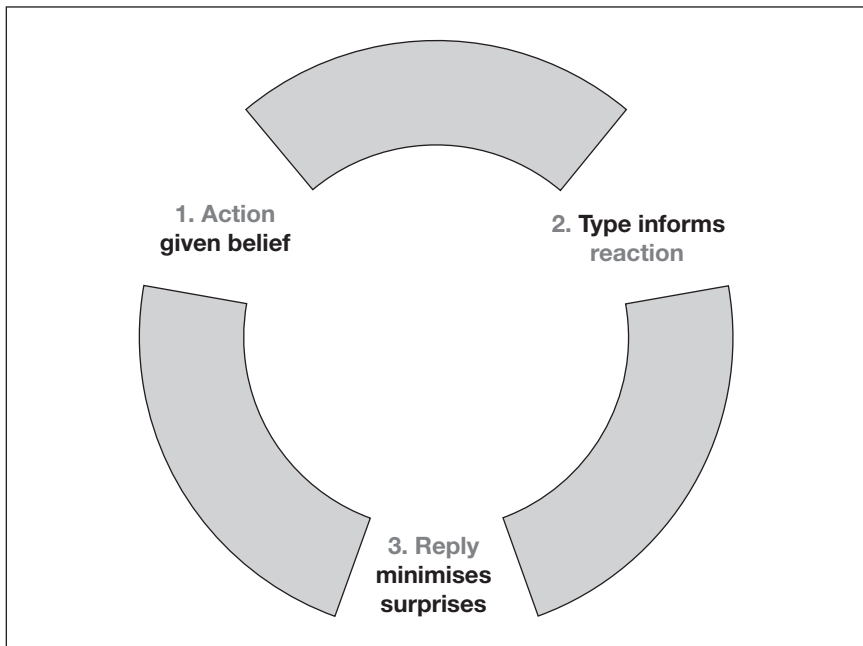 1. Action
given belief
2. Type informs
reaction
3. Reply
minimises
surprises